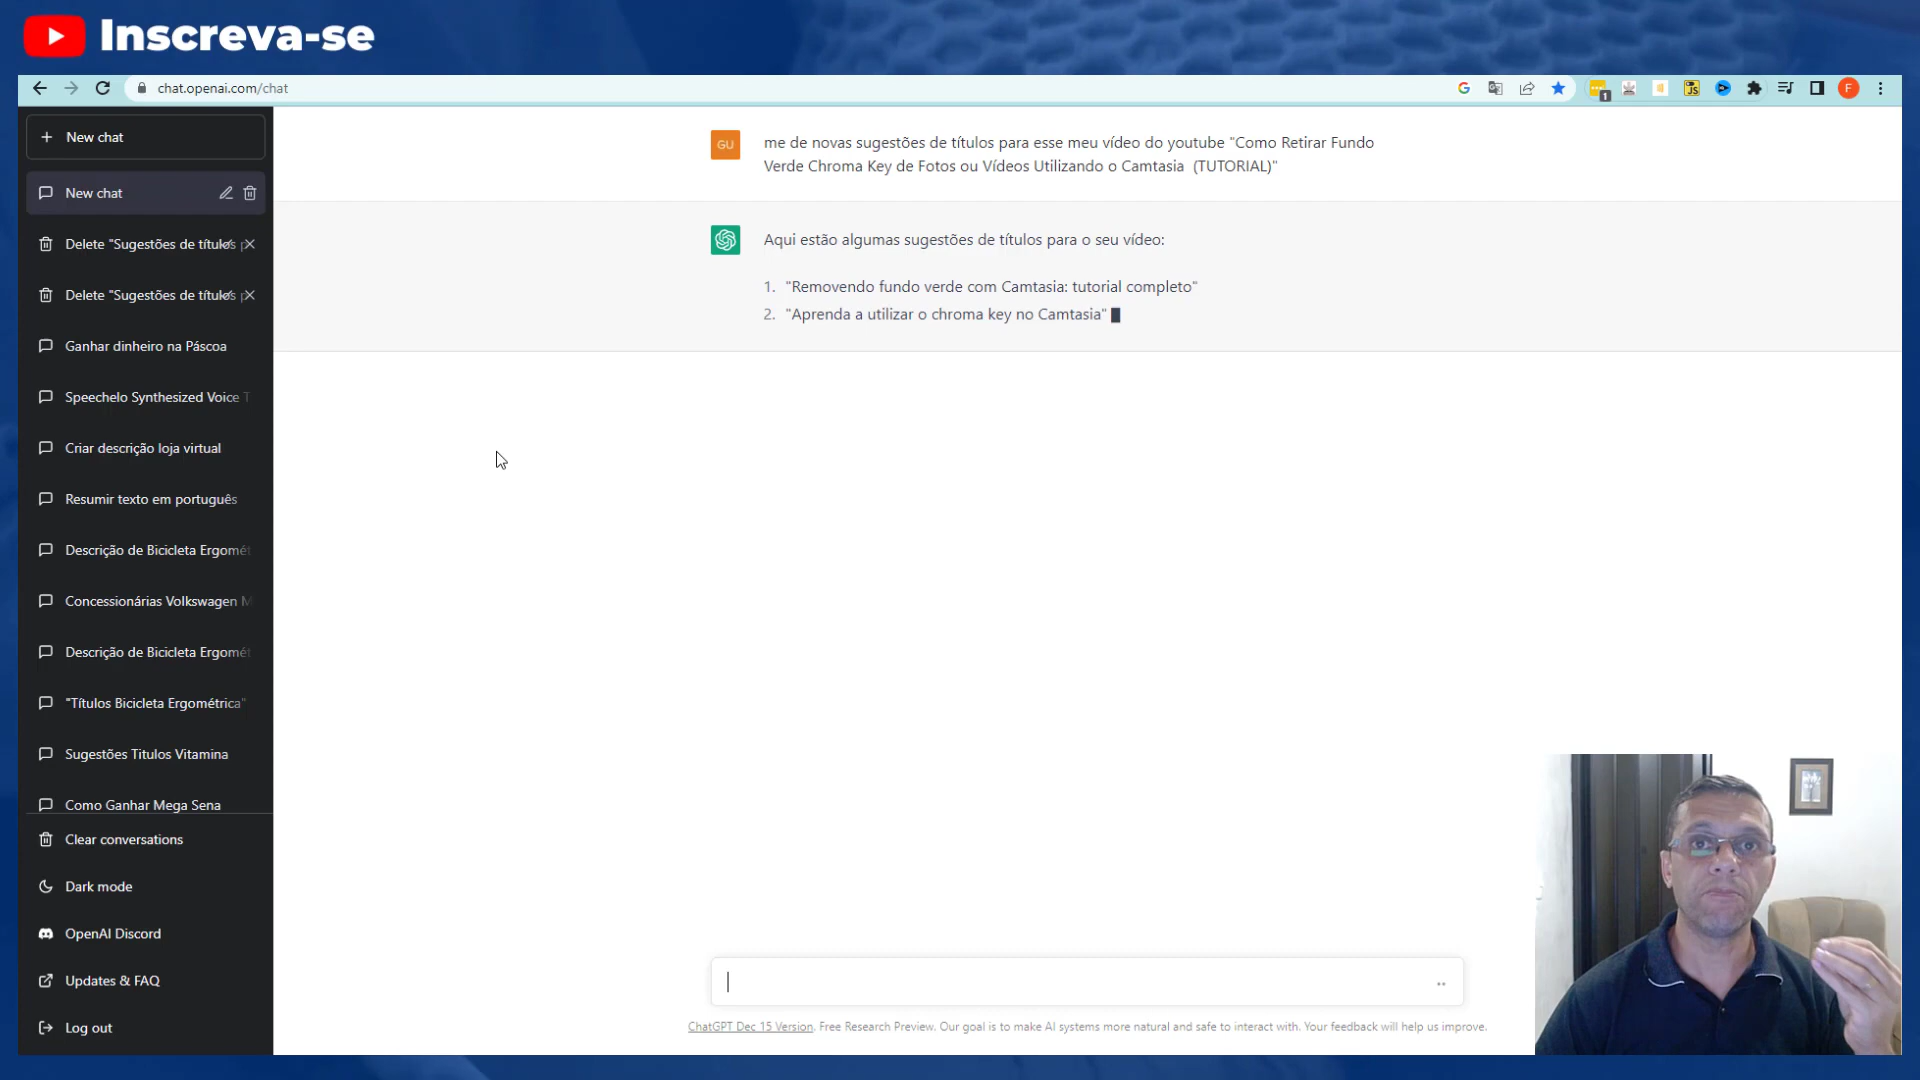 Inscreva-se
chat.openai.com/chat
1
JS
F
New chat
New chat
Delete "Sugestões de títulos p
Delete "Sugestões de títulos p
Ganhar dinheiro na Páscoa
Speechelo Synthesized Voice T
Criar descrição loja virtual
Resumir texto em português
Descrição de Bicicleta Ergomét
Concessionárias Volkswagen M
Descrição de Bicicleta Ergomét
"Títulos Bicicleta Ergométrica"
Sugestões Titulos Vitamina
Como Ganhar Mega Sena
Clear conversations
Dark mode
OpenAI Discord
Updates & FAQ
Log out
GU
me de novas sugestões de títulos para esse meu vídeo do youtube "Como Retirar Fundo
Verde Chroma Key de Fotos ou Vídeos Utilizando o Camtasia (TUTORIAL)"
Aqui estão algumas sugestões de títulos para o seu vídeo:
1. "Removendo fundo verde com Camtasia: tutorial completo"
2. "Aprenda a utilizar o chroma key no Camtasia"
ChatGPT Dec 15 Version. Free Research Preview. Our goal is to make AI systems more natural and safe to interact with. Your feedback will help us improve.